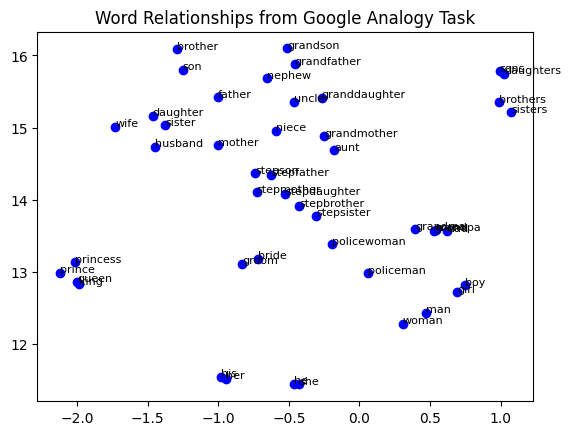 Word Relationships from Google Analogy Task
brother
grandson
grandfather
son
nephew
sons
daughters
father
uncle
granddaughter
brothers
daughter
sisters
wife
sister
niece
grandmother
husband
mother
aunt
stepson
stepfather
stepmother
stepdaughter
stepbrother
stepsister
grandma
grandpa
policewoman
bride
groom
princess
prince
policeman
queen
king
boy
girl
man
woman
his
her
he
she
16
15
14
13
12
−2.0
−1.5
−1.0
−0.5
0.0
0.5
1.0